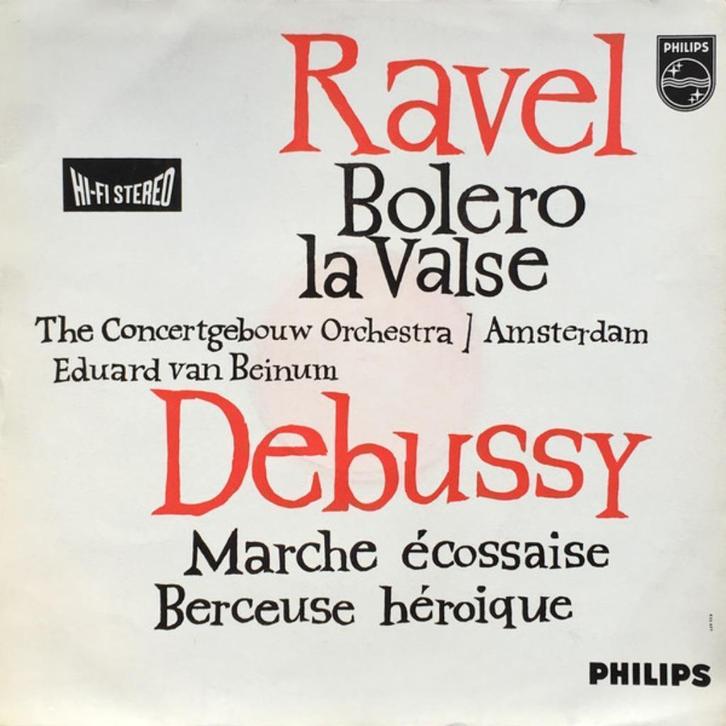 Ravel
PHILIPS
HI-FI STEREO
Bolero
la Valse
The Concertgebouw Orchestra ] Amsterdam
Eduard van Beinum
Debussy
Marche écossaise
Berceuse héroique
PHILIPS